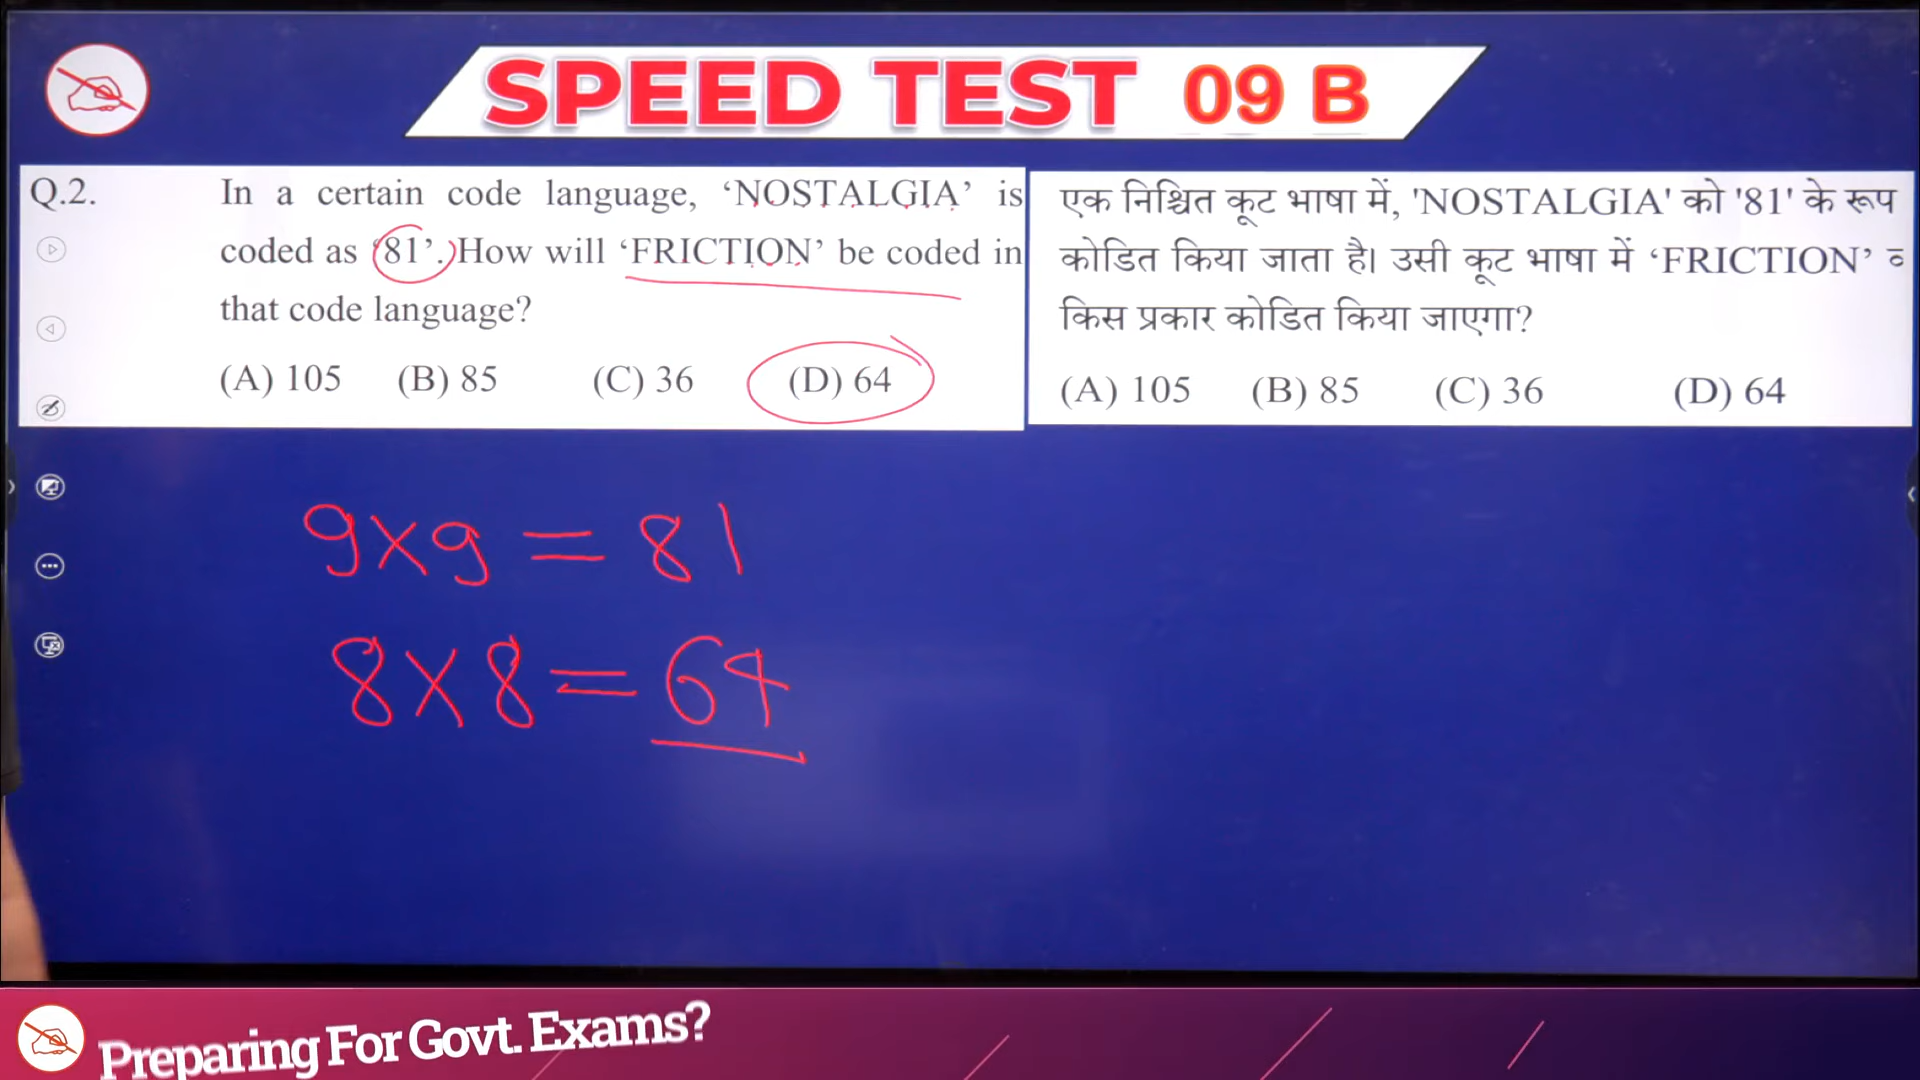 SPEED TEST 09 B
Q.2. In a certain code language, ‘NOSTALGIA’ is
coded as ‘81’. How will ‘FRICTION’ be coded in
that code language?
(A) 105 (B) 85 (C) 36 (D) 64
एक निश्चित कूट भाषा में, 'NOSTALGIA' को '81' के रूप
कोडित किया जाता है। उसी कूट भाषा में ‘FRICTION’
किस प्रकार कोडित किया जाएगा?
(A) 105 (B) 85 (C) 36 (D) 64
9×9=81
8×8=64
Preparing For Govt. Exams?